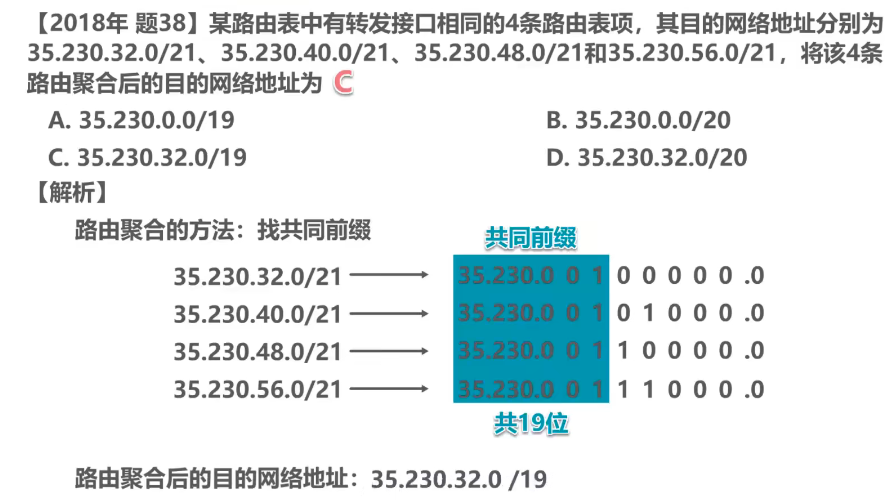 【2018年 题38】某路由表中有转发接口相同的4条路由表项，其目的网络地址分别为
35.230.32.0/21、35.230.40.0/21、35.230.48.0/21和35.230.56.0/21，将该4条
路由聚合后的目的网络地址为 C
A. 35.230.0.0/19 B. 35.230.0.0/20
C. 35.230.32.0/19 D. 35.230.32.0/20
【解析】
路由聚合的方法：找共同前缀
共同前缀
35.230.32.0/21 35.230.0 0 1 0 0 0 0 0 .0
35.230.40.0/21 35.230.0 0 1 0 1 0 0 0 .0
35.230.48.0/21 35.230.0 0 1 1 0 0 0 0 .0
35.230.56.0/21 35.230.0 0 1 1 1 0 0 0 .0
共19位
路由聚合后的目的网络地址：35.230.32.0 /19